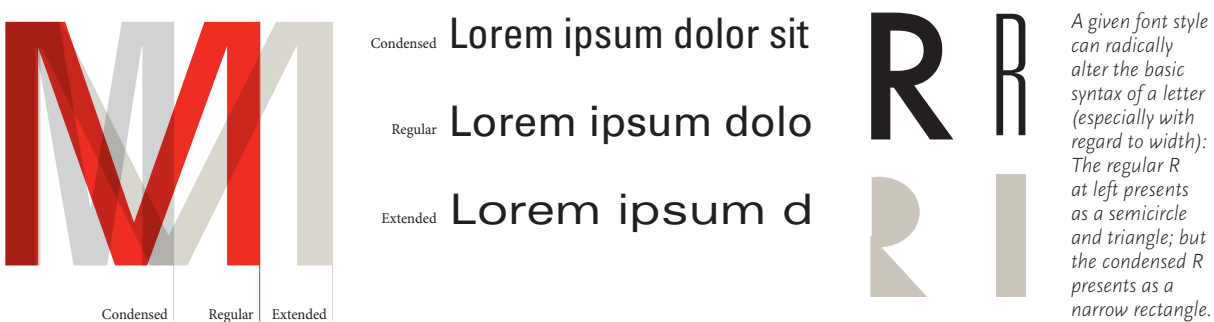 M M M
Condensed Regular Extended
Condensed Lorem ipsum dolor sit
Regular Lorem ipsum dolo
Extended Lorem ipsum d
R R
A given font style
can radically
alter the basic
syntax of a letter
(especially with
regard to width):
The regular R
at left presents
as a semicircle
and triangle; but
the condensed R
presents as a
narrow rectangle.